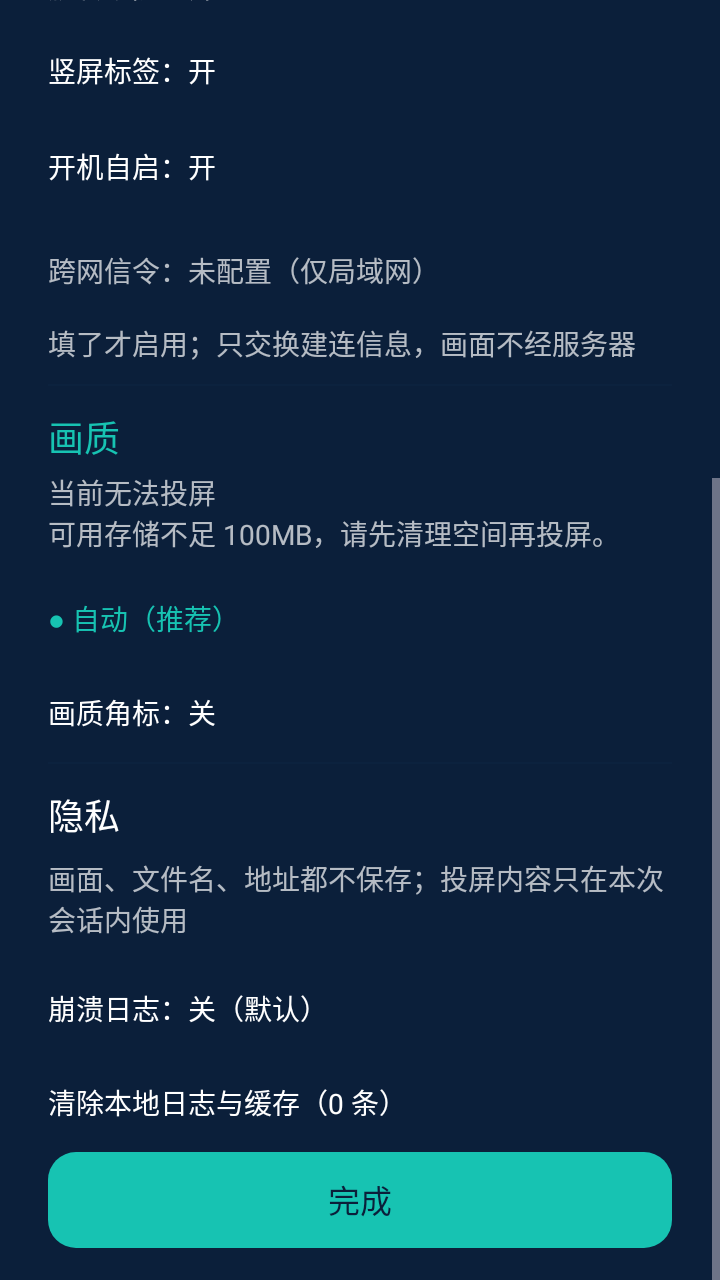 竖屏标签：开
开机自启：开
跨网信令：未配置（仅局域网）
填了才启用；只交换建连信息，画面不经服务器
画质
当前无法投屏
可用存储不足 100MB，请先清理空间再投屏。
● 自动（推荐）
画质角标：关
隐私
画面、文件名、地址都不保存；投屏内容只在本次
会话内使用
崩溃日志：关（默认）
清除本地日志与缓存（0 条）
完成